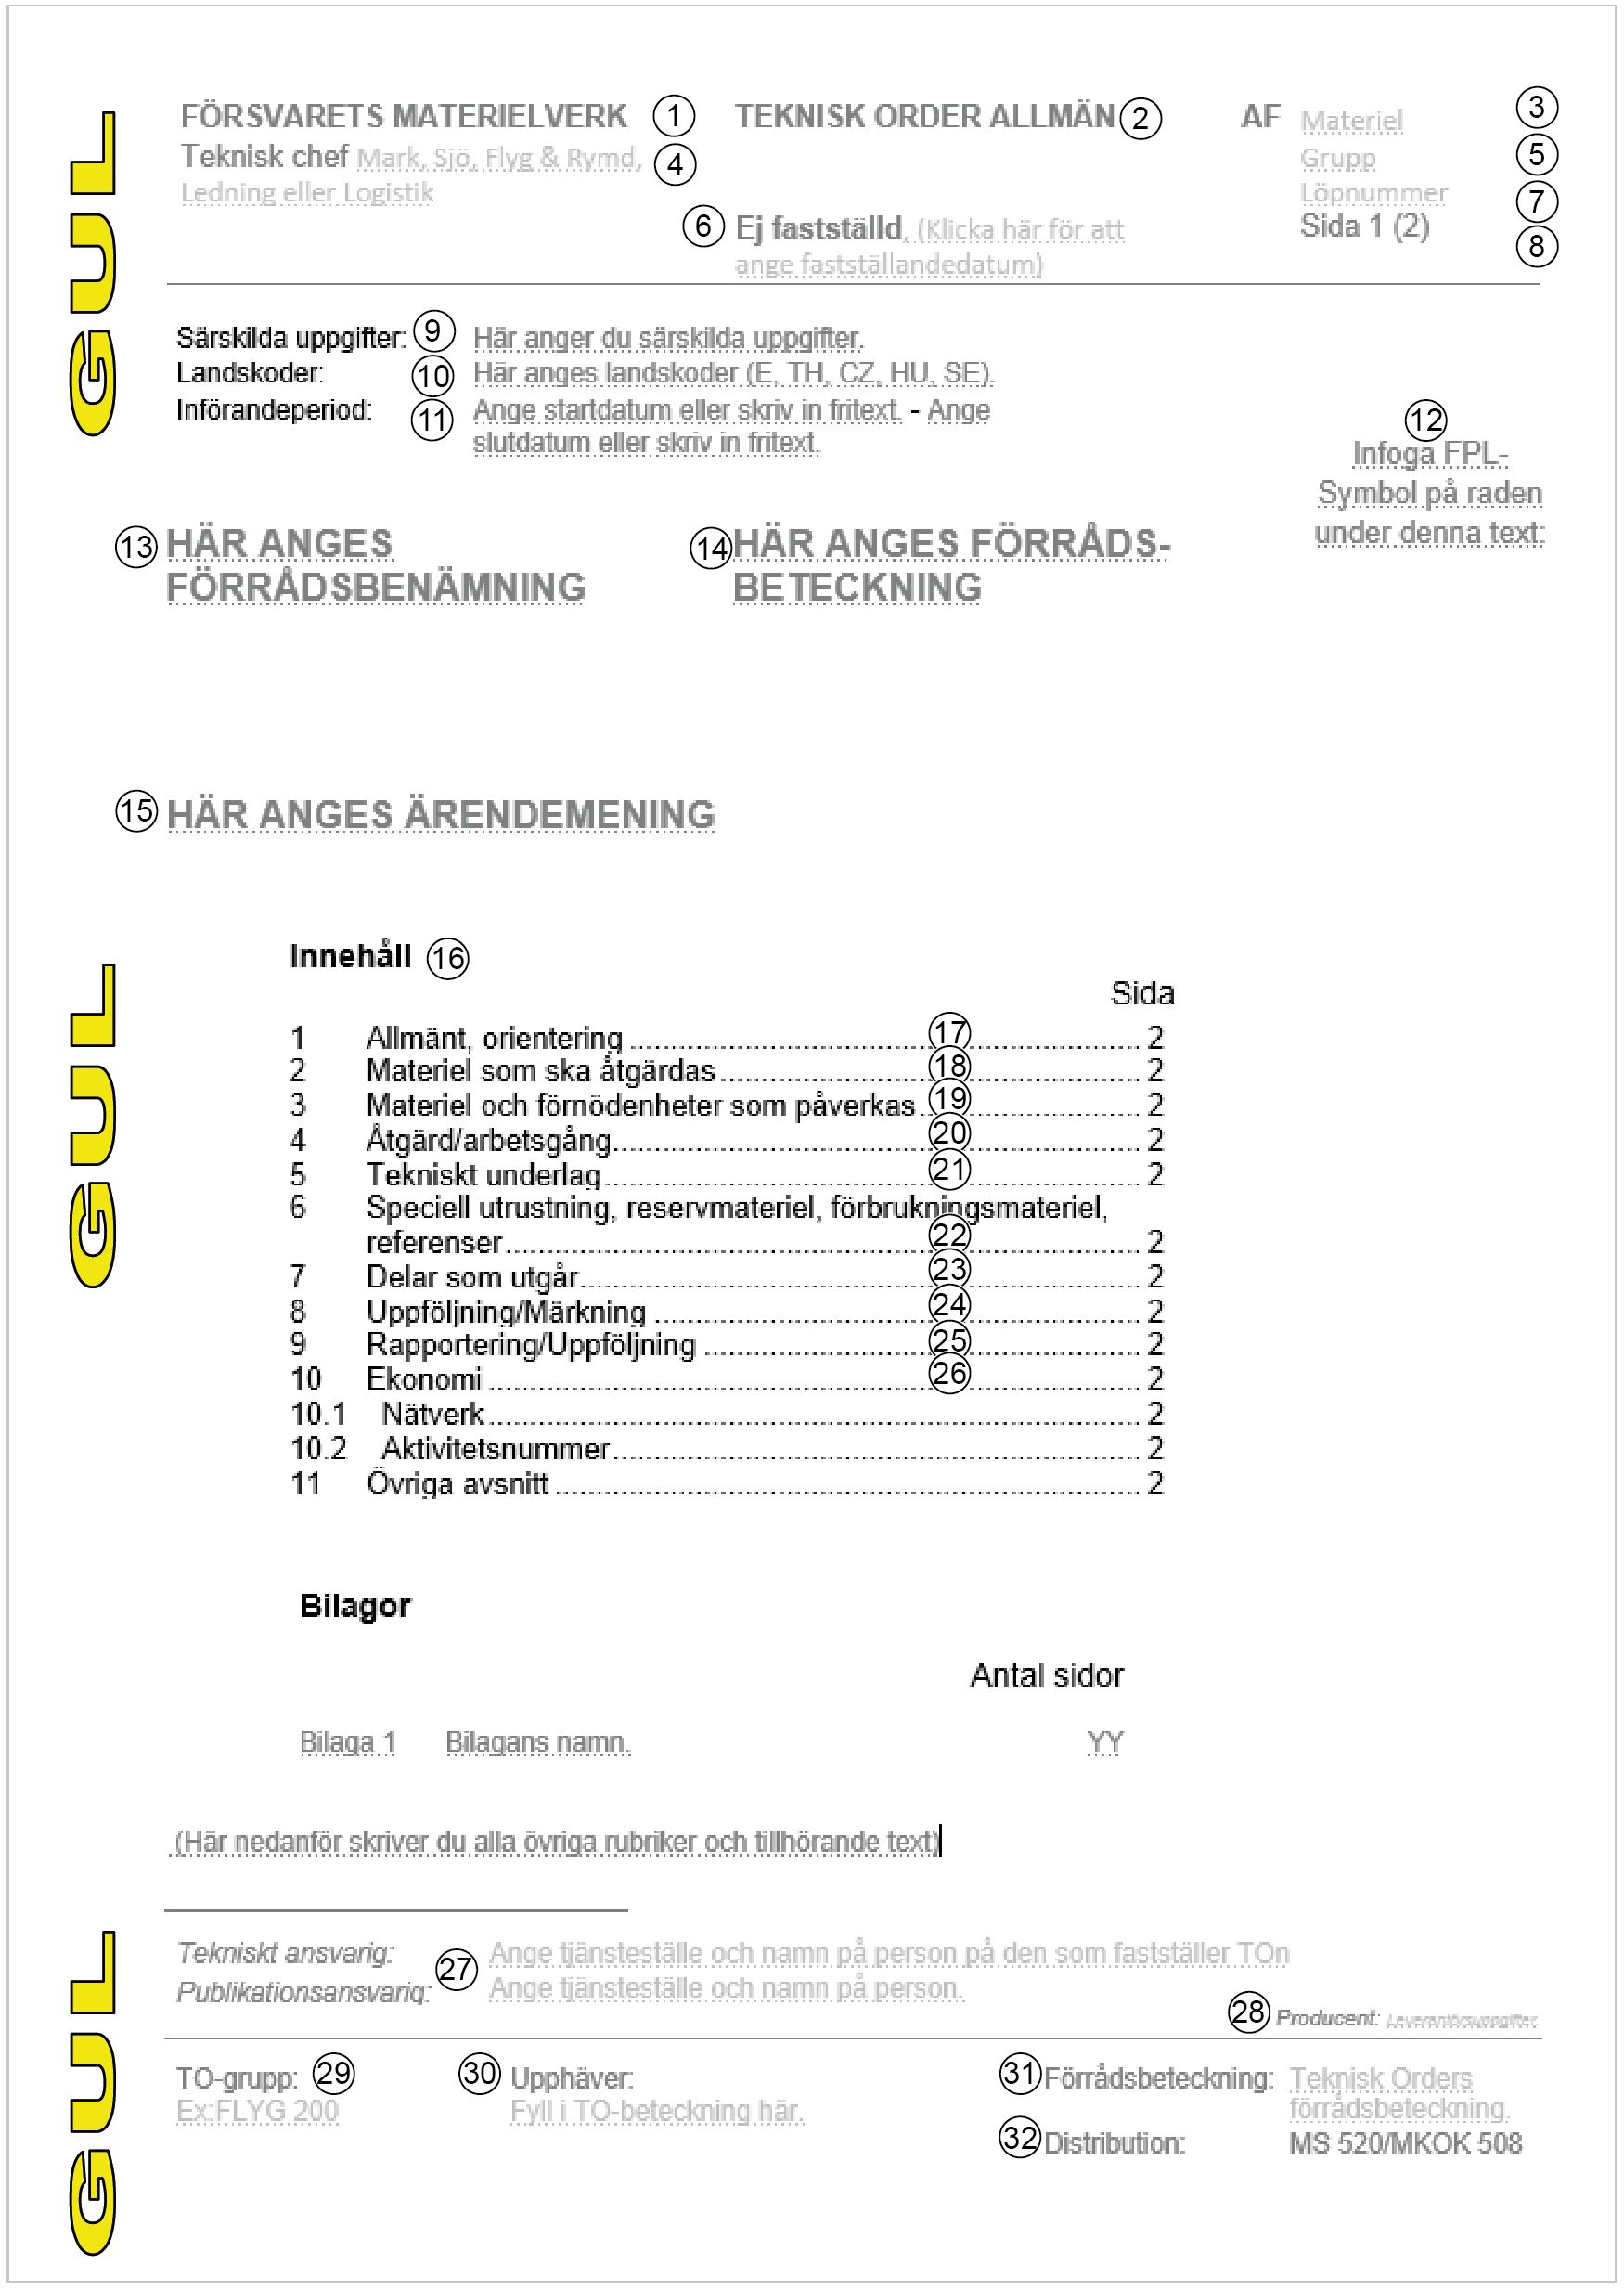 FÖRSVARETS MATERIELVERK 1 TEKNISK ORDER ALLMÄN 2 AF Materiel 3
Teknisk chef Mark, Sjö, Flyg & Rymd, 4 Grupp 5
Ledning eller Logistik Löpnummer 7
6 Ej fastställd, (Klicka här för att Sida 1 (2) 8
ange fastställandedatum)
GUL
Särskilda uppgifter: 9 Här anger du särskilda uppgifter.
Landskoder: 10 Här anges landskoder (E, TH, CZ, HU, SE).
Införandeperiod: 11 Ange startdatum eller skriv in fritext. - Ange
slutdatum eller skriv in fritext.
12
Infoga FPL-
Symbol på raden
under denna text:
13 HÄR ANGES
FÖRRÅDSBENÄMNING
14 HÄR ANGES FÖRRÅDS-
BETECKNING
15 HÄR ANGES ÄRENDEMENING
Innehåll 16
Sida
1 Allmänt, orientering 17 2
2 Materiel som ska åtgärdas 18 2
3 Materiel och förnödenheter som påverkas 19 2
4 Åtgärd/arbetsgång 20 2
5 Tekniskt underlag 21 2
6 Speciell utrustning, reservmateriel, förbrukningsmateriel,
referenser 22 2
7 Delar som utgår 23 2
8 Uppföljning/Märkning 24 2
9 Rapportering/Uppföljning 25 2
10 Ekonomi 26 2
10.1 Nätverk 2
10.2 Aktivitetsnummer 2
11 Övriga avsnitt 2
GUL
Bilagor
Antal sidor
Bilaga 1 Bilagans namn. YY
(Här nedanför skriver du alla övriga rubriker och tillhörande text)
Tekniskt ansvarig: 27 Ange tjänsteställe och namn på person på den som fastställer TOn
Publikationsansvarig: Ange tjänsteställe och namn på person.
28 Producent: Leverantörsuppgifter.
TO-grupp: 29 30 Upphäver: 31 Förrådsbeteckning: Teknisk Orders
Ex:FLYG 200 Fyll i TO-beteckning här. förrådsbeteckning.
32 Distribution: MS 520/MKOK 508
GUL